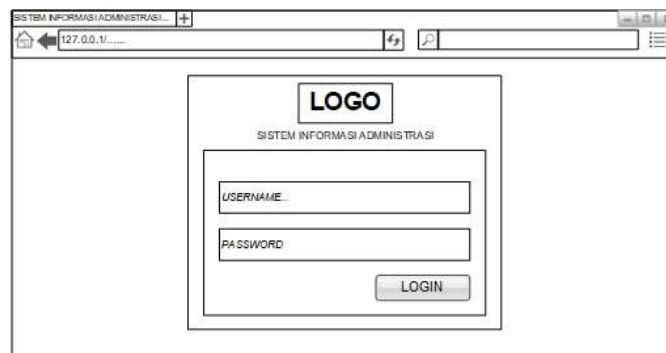 SISTEM INFORMASI ADMINISTRASI...
127.0.0.1/......
LOGO
SISTEM INFORMASI ADMINISTRASI
USERNAME...
PASSWORD
LOGIN